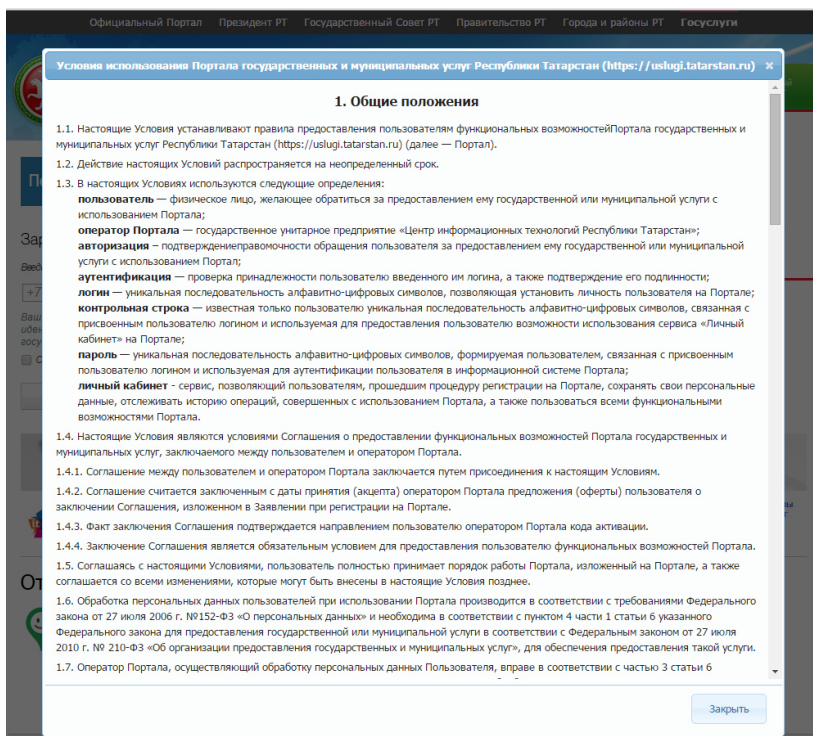 Официальный Портал Президент РТ Государственный Совет РТ Правительство РТ Города и районы РТ Госуслуги
Условия использования Портала государственных и муниципальных услуг Республики Татарстан (https://uslugi.tatarstan.ru) ×
1. Общие положения
1.1. Настоящие Условия устанавливают правила предоставления пользователям функциональных возможностейПортала государственных и
муниципальных услуг Республики Татарстан (https://uslugi.tatarstan.ru) (далее — Портал).
1.2. Действие настоящих Условий распространяется на неопределенный срок.
1.3. В настоящих Условиях используются следующие определения:
пользователь — физическое лицо, желающее обратиться за предоставлением ему государственной или муниципальной услуги с
использованием Портала;
оператор Портала — государственное унитарное предприятие «Центр информационных технологий Республики Татарстан»;
авторизация – подтверждениеправомочности обращения пользователя за предоставлением ему государственной или муниципальной
услуги с использованием Портал;
аутентификация — проверка принадлежности пользователю введенного им логина, а также подтверждение его подлинности;
логин — уникальная последовательность алфавитно-цифровых символов, позволяющая установить личность пользователя на Портале;
контрольная строка — известная только пользователю уникальная последовательность алфавитно-цифровых символов, связанная с
присвоенным пользователю логином и используемая для предоставления пользователю возможности использования сервиса «Личный
кабинет» на Портале;
пароль — уникальная последовательность алфавитно-цифровых символов, формируемая пользователем, связанная с присвоенным
пользователю логином и используемая для аутентификации пользователя в информационной системе Портала;
личный кабинет - сервис, позволяющий пользователям, прошедшим процедуру регистрации на Портале, сохранять свои персональные
данные, отслеживать историю операций, совершенных с использованием Портала, а также пользоваться всеми функциональными
возможностями Портала.
1.4. Настоящие Условия являются условиями Соглашения о предоставлении функциональных возможностей Портала государственных и
муниципальных услуг, заключаемого между пользователем и оператором Портала.
1.4.1. Соглашение между пользователем и оператором Портала заключается путем присоединения к настоящим Условиям.
1.4.2. Соглашение считается заключенным с даты принятия (акцепта) оператором Портала предложения (оферты) пользователя о
заключении Соглашения, изложенном в Заявлении при регистрации на Портале.
1.4.3. Факт заключения Соглашения подтверждается направлением пользователю оператором Портала кода активации.
1.4.4. Заключение Соглашения является обязательным условием для предоставления пользователю функциональных возможностей Портала.
1.5. Соглашаясь с настоящими Условиями, пользователь полностью принимает порядок работы Портала, изложенный на Портале, а также
соглашается со всеми изменениями, которые могут быть внесены в настоящие Условия позднее.
1.6. Обработка персональных данных пользователей при использовании Портала производится в соответствии с требованиями Федерального
закона от 27 июля 2006 г. №152-ФЗ «О персональных данных» и необходима в соответствии с пунктом 4 части 1 статьи 6 указанного
Федерального закона для предоставления государственной или муниципальной услуги в соответствии с Федеральным законом от 27 июля
2010 г. № 210-ФЗ «Об организации предоставления государственных и муниципальных услуг», для обеспечения предоставления такой услуги.
1.7. Оператор Портала, осуществляющий обработку персональных данных Пользователя, вправе в соответствии с частью 3 статьи 6
Закрыть
+7
Ваш